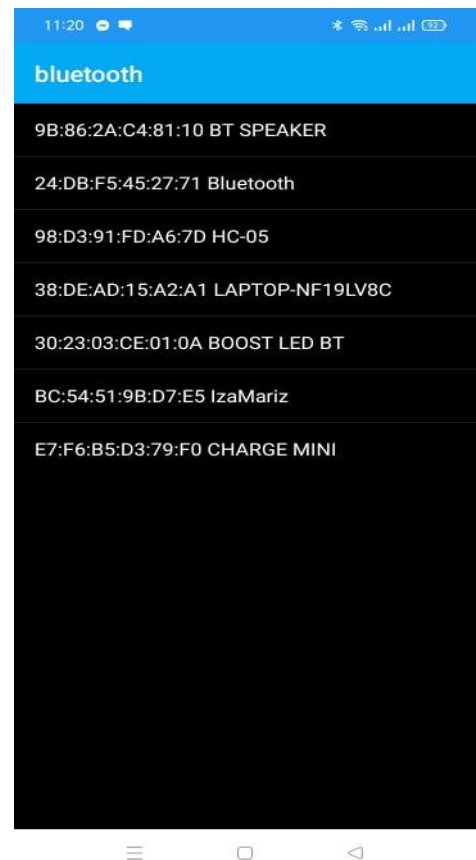 11:20 92
bluetooth
9B:86:2A:C4:81:10 BT SPEAKER
24:DB:F5:45:27:71 Bluetooth
98:D3:91:FD:A6:7D HC-05
38:DE:AD:15:A2:A1 LAPTOP-NF19LV8C
30:23:03:CE:01:0A BOOST LED BT
BC:54:51:9B:D7:E5 IzaMariz
E7:F6:B5:D3:79:F0 CHARGE MINI